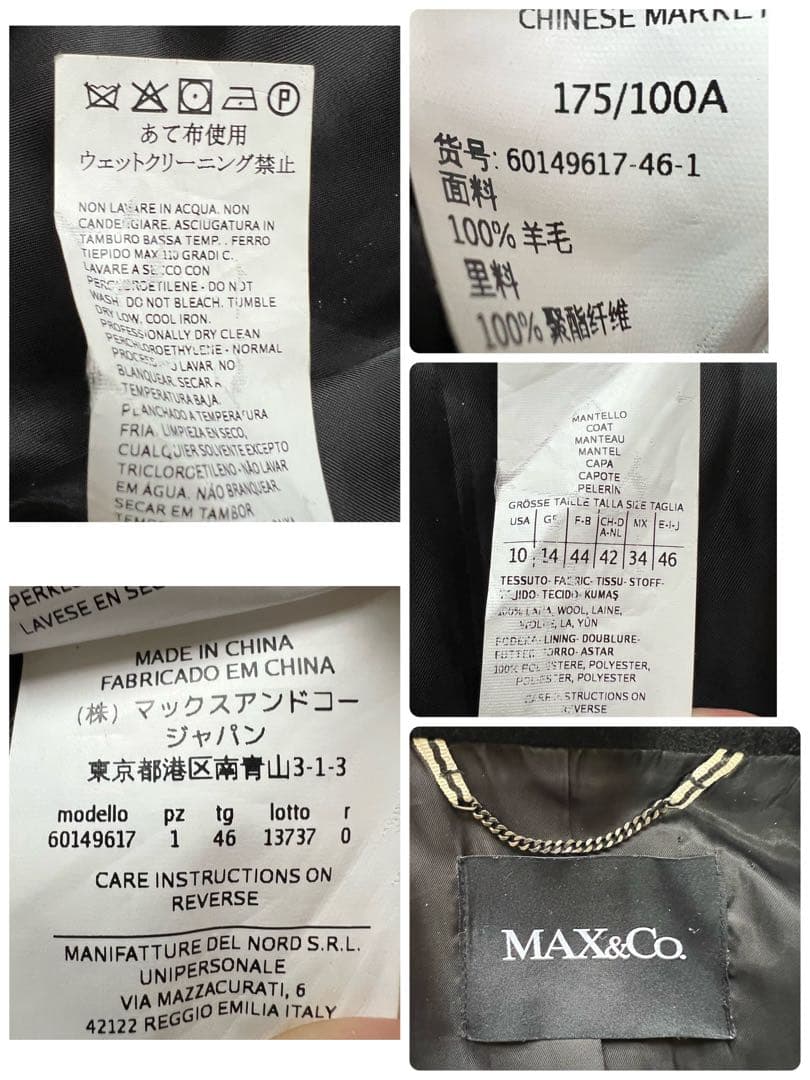 P
あて布使用
ウェットクリーニング禁止
NON LAVARE IN ACQUA. NON
CANDEGGIARE. ASCIUGATURA IN
TAMBURO BASSA TEMP.. FERRO
TIEPIDO MAX 110 GRADI C.
LAVARE A SECCO CON
PERCLOROETILENE - DO NOT
WASH. DO NOT BLEACH. TUMBLE
DRY LOW. COOL IRON.
PROFESSIONALLY DRY CLEAN
PERCHLOROETHYLENE - NORMAL
LAVAR. NO
BLANQUEAR. SECAR A
TEMPERATURA BAJA.
PLANCHADO A TEMPERATURA
FRIA. LIMPIEZA EN SECO,
CUALQUIER SOLVENTE EXCEPTO
TRICLOROETILENO - NÃO LAVAR
EM ÁGUA. NÃO BRANQUEAR
SECAR EM TAMBOR
CHINESE MARKET
175/100A
货号: 60149617-46-1
面料
100% 羊毛
里料
100% 聚酯纤维
MANTELLO
COAT
MANTEAU
MANTEL
CAPA
CAPOTE
PELERİN
GRÖSSE TAILLE TALLA SIZE TAGLIA
USA F-B CH-D A-NL MX E-I-J
10 14 44 42 34 46
TESSUTO- FABRIC- TISSU- STOFF-
TEJIDO- TECIDO- KUMAŞ
100% LANA, WOOL, LAINE,
WOLLE, LA, YÜN
FODERA- LINING- DOUBLURE-
FUTTER- FORRO- ASTAR
100% POLIESTERE, POLYESTER,
POLIESTER, POLYESTER
CARE INSTRUCTIONS ON
REVERSE
LAVESE EN SEC
MADE IN CHINA
FABRICADO EM CHINA
(株) マックスアンドコー
ジャパン
東京都港区南青山3-1-3
modello pz tg lotto r
60149617 1 46 13737 0
CARE INSTRUCTIONS ON
REVERSE
MANIFATTURE DEL NORD S.R.L.
UNIPERSONALE
VIA MAZZACURATI, 6
42122 REGGIO EMILIA ITALY
MAX&Co.